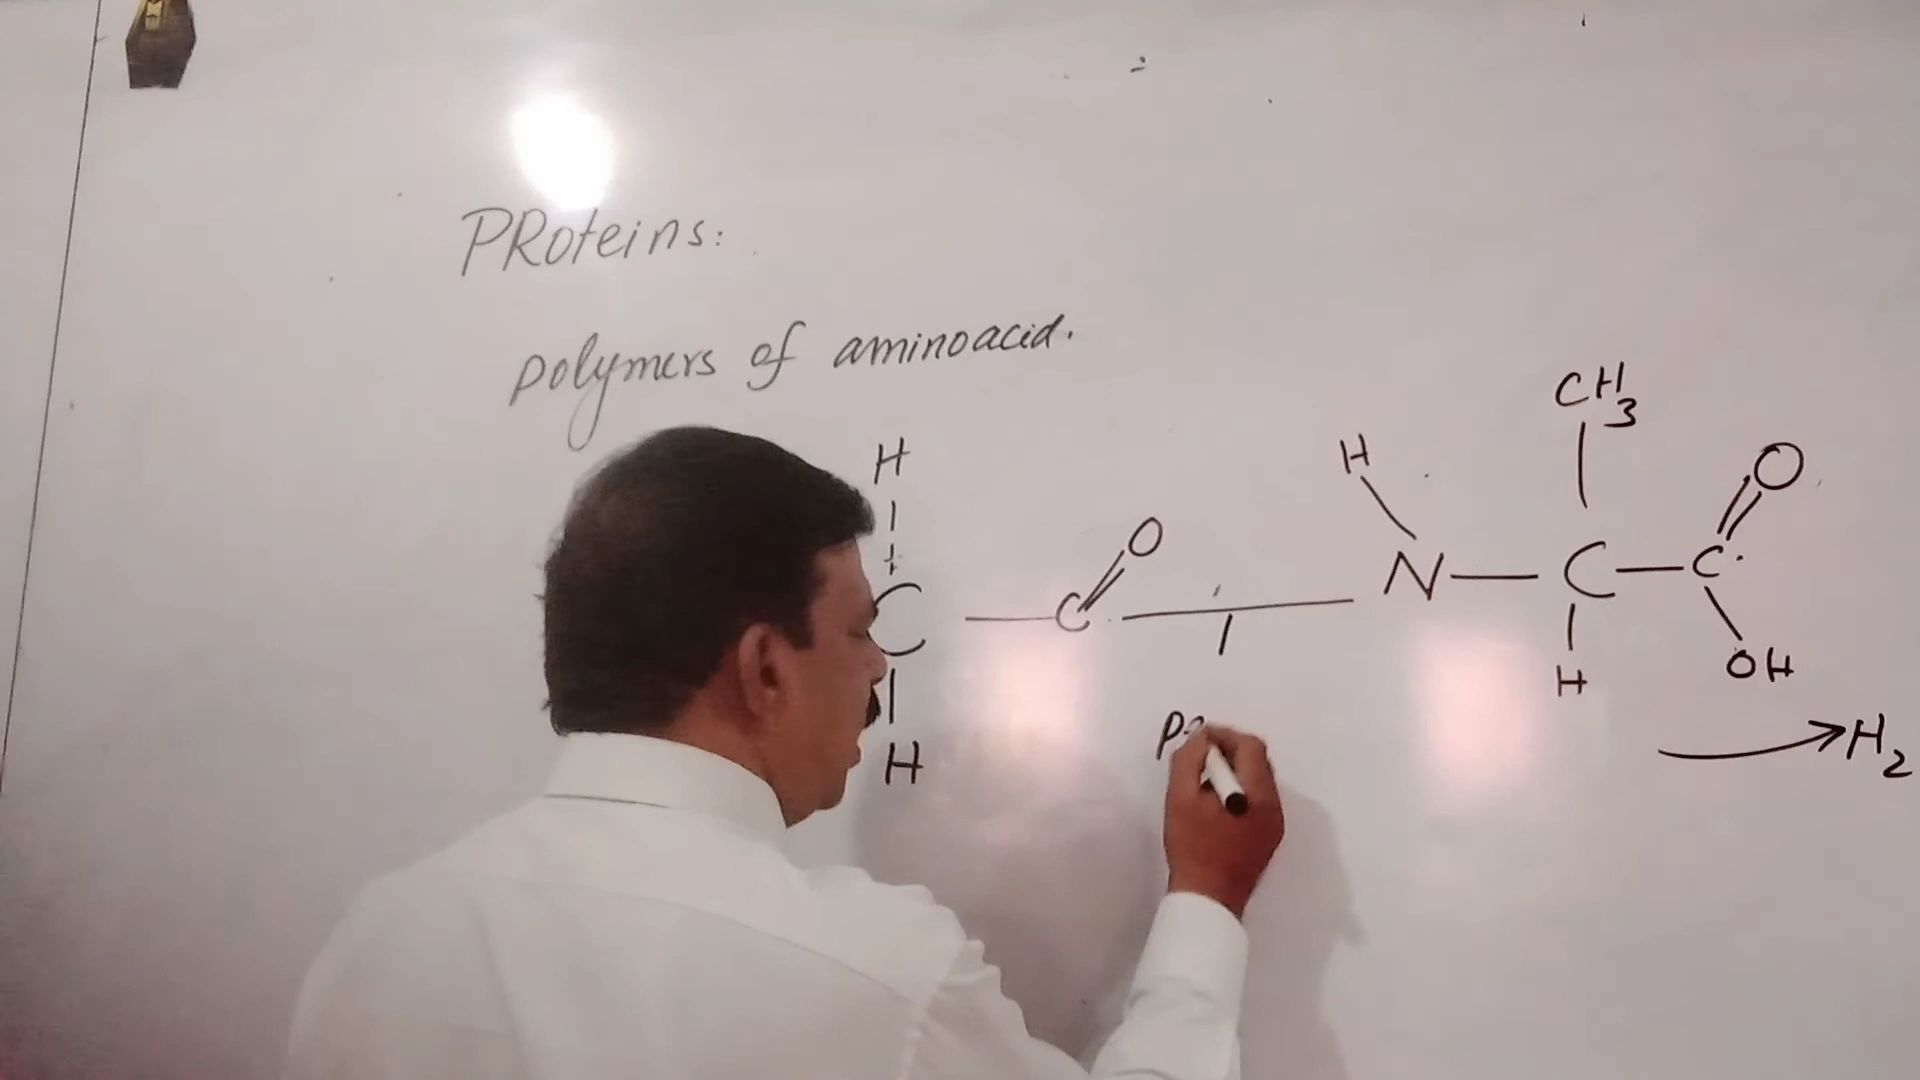 PRoteins:
polymers of aminoacid.
CH3
H
H
O
O
C
C
N
C
C
H
OH
H
H2